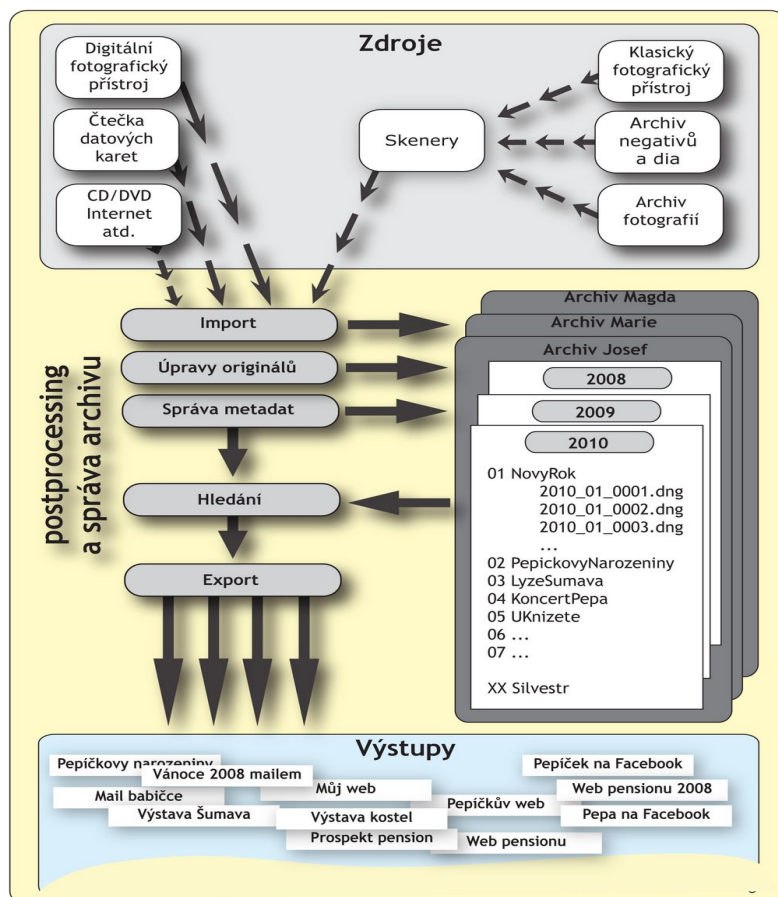 Zdroje
Digitální
fotografický
přístroj
Čtečka
datových
karet
CD/DVD
Internet
atd.
Skenery
Klasický
fotografický
přístroj
Archiv
negativů
a dia
Archiv
fotografií
postprocessing
a správa archivu
Import
Úpravy originálů
Správa metadat
Hledání
Export
Archiv Magda
Archiv Marie
Archiv Josef
2008
2009
2010
01 NovyRok
2010_01_0001.dng
2010_01_0002.dng
2010_01_0003.dng
...
02 PepickovyNarozeniny
03 LyzeSumava
04 KoncertPepa
05 UKnizete
06 ...
07 ...
XX Silvestr
Výstupy
Pepíčkovy narozeniny
Vánoce 2008 mailem
Mail babičce
Výstava Šumava
Můj web
Výstava kostel
Prospekt pension
Pepíčkův web
Web pensionu
Pepíček na Facebook
Web pensionu 2008
Pepa na Facebook